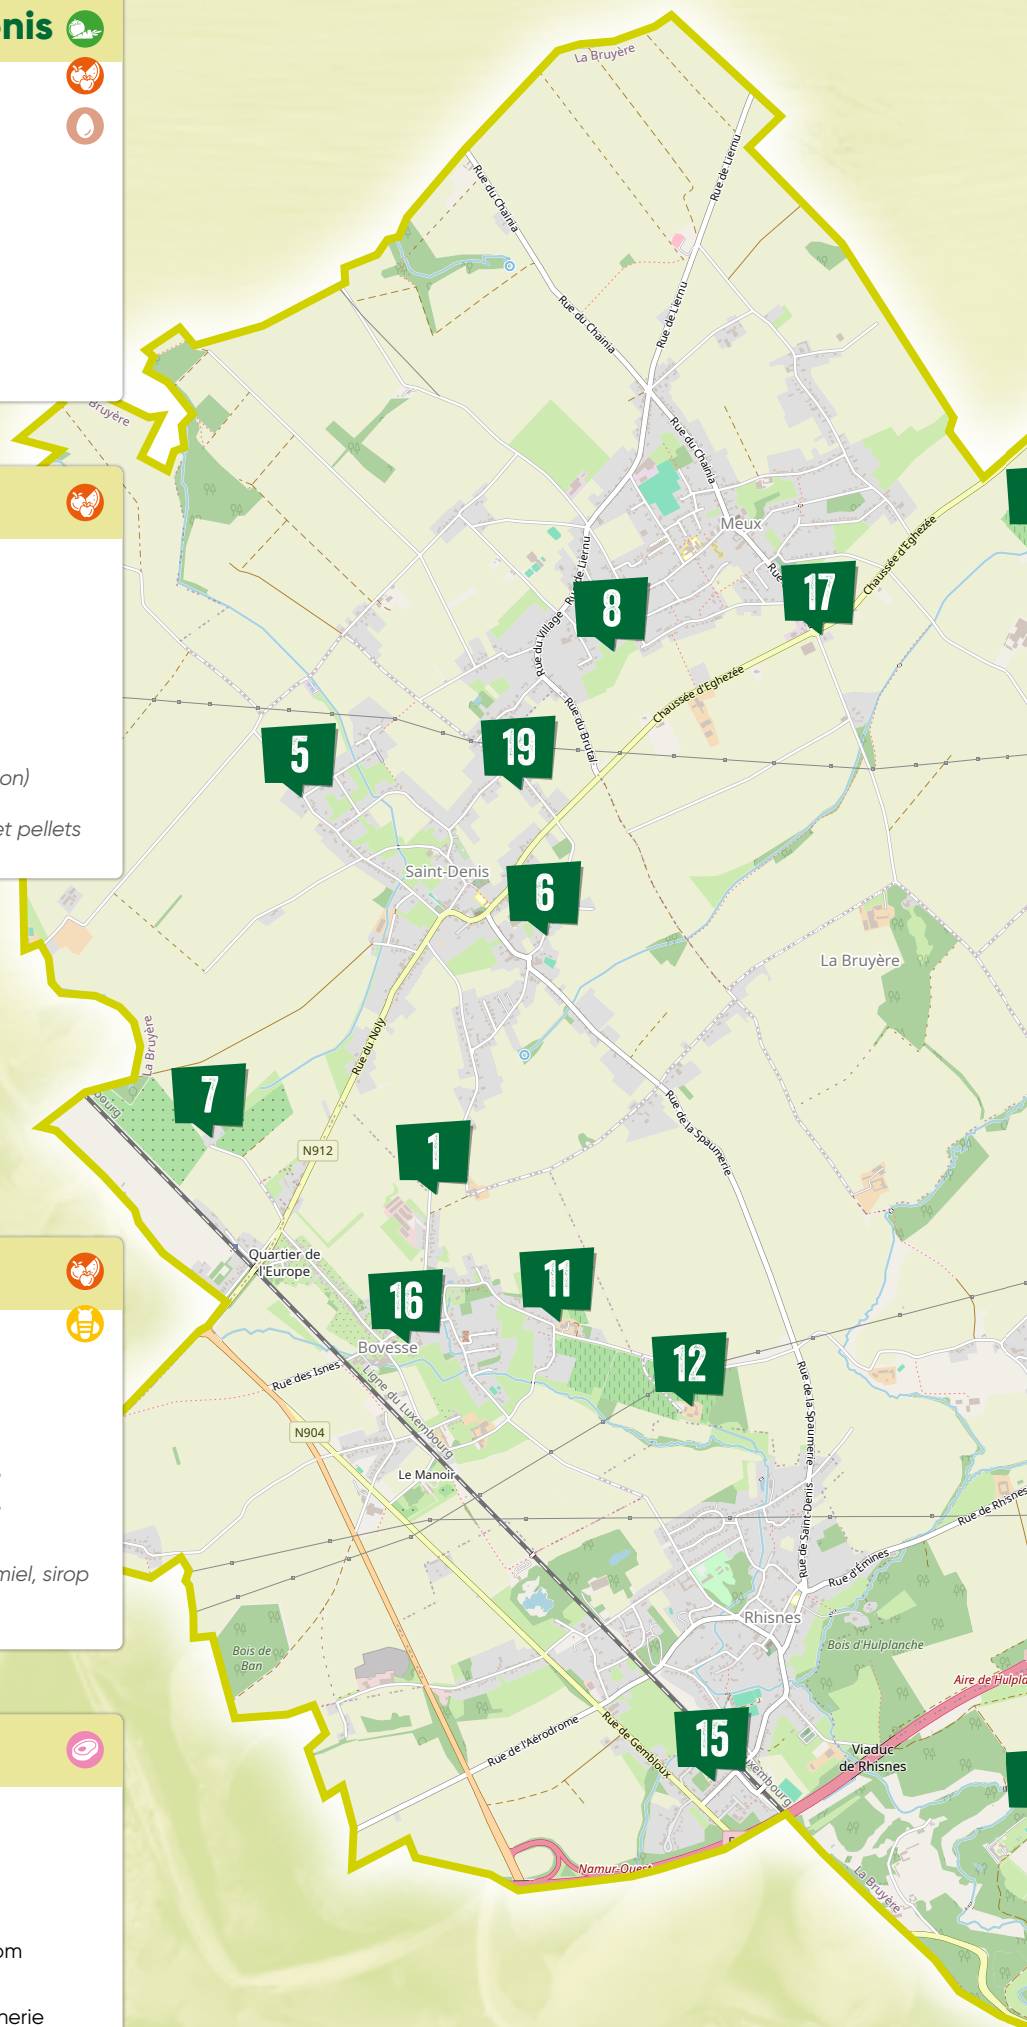 nis
on)
et pellets
miel, sirop
om
nerie
La Bruyère
Rue du Chainia
Rue de Liernu
Rue du Chainia
Rue de Liernu
Bruyère
Rue du Chainia
Meux
Chaussée d'Eghezée
Rue
de Liernu
8
17
Rue du Village
Chaussée d'Eghezée
Rue du Brutal
5
19
Saint-Denis
6
La Bruyère
La Bruyère
Rue du Noly
7
bourg
Rue de la Spaumerie
1
N912
Quartier de
l'Europe
11
16
Bovesse
12
Rue des Isnes
Ligne du Luxembourg
Rue de la Spaumerie
N904
Le Manoir
Rue de Saint-Denis
Rue de Rhisnes
Rue d'Émines
Rhisnes
Bois d'Hulplanche
Bois de
Ban
Aire de Hulpla
15
Rue de Gembloux
Rue de l'Aérodrome
Viaduc
de Rhisnes
xembourg
Namur-Ouest
La Bruyère